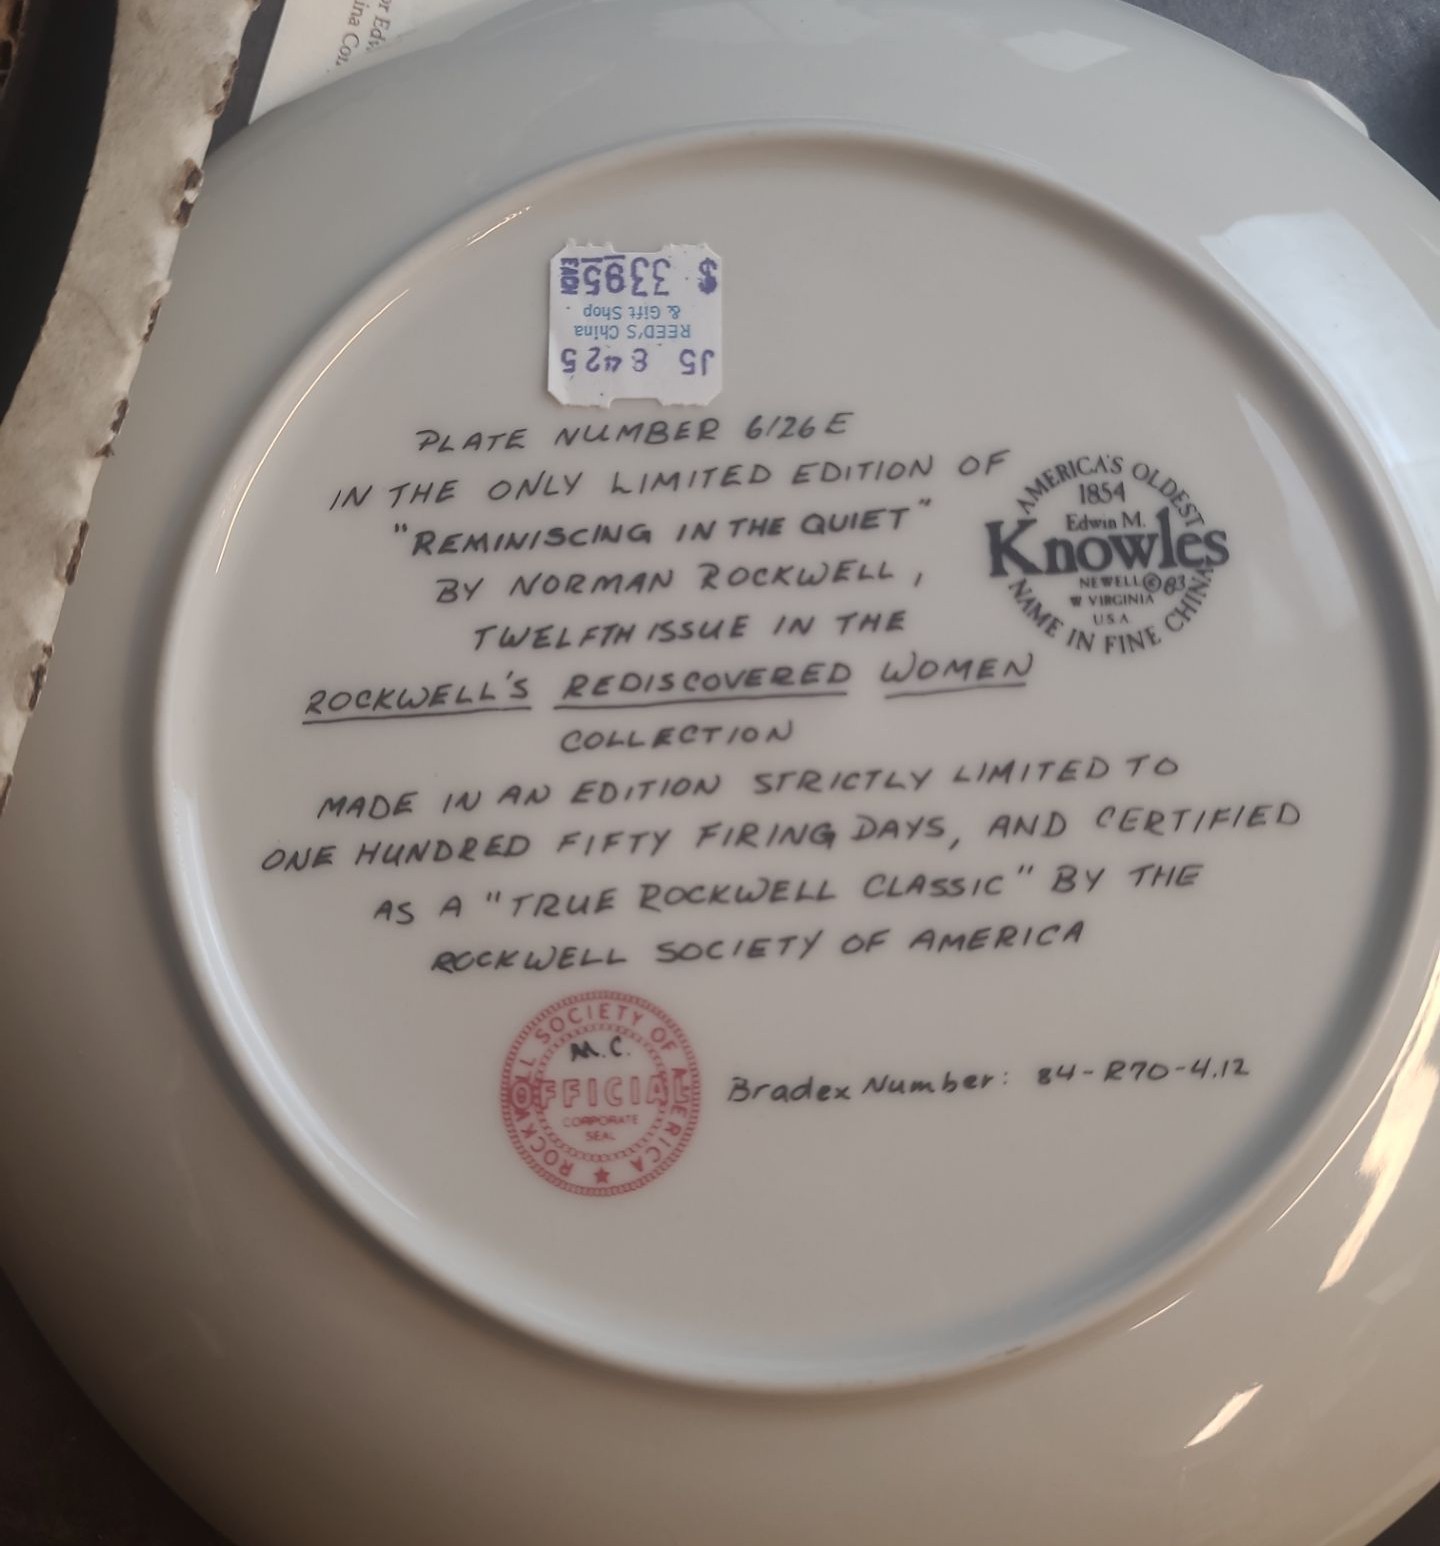 $ 3395 EACH
REED'S China
& Gift Shop
J5 8425
PLATE NUMBER 6126E
IN THE ONLY LIMITED EDITION OF
"REMINISCING IN THE QUIET"
BY NORMAN ROCKWELL,
TWELFTH ISSUE IN THE
ROCKWELL'S REDISCOVERED WOMEN
COLLECTION
MADE IN AN EDITION STRICTLY LIMITED TO
ONE HUNDRED FIFTY FIRING DAYS, AND CERTIFIED
AS A "TRUE ROCKWELL CLASSIC" BY THE
ROCKWELL SOCIETY OF AMERICA
AMERICA'S OLDEST
1854
Edwin M.
Knowles
NEWELL © 83
W VIRGINIA
USA
NAME IN FINE CHINA
ROCKWELL SOCIETY OF AMERICA
M.C.
OFFICIAL
CORPORATE
SEAL
Bradex Number: 84-R70-4.12